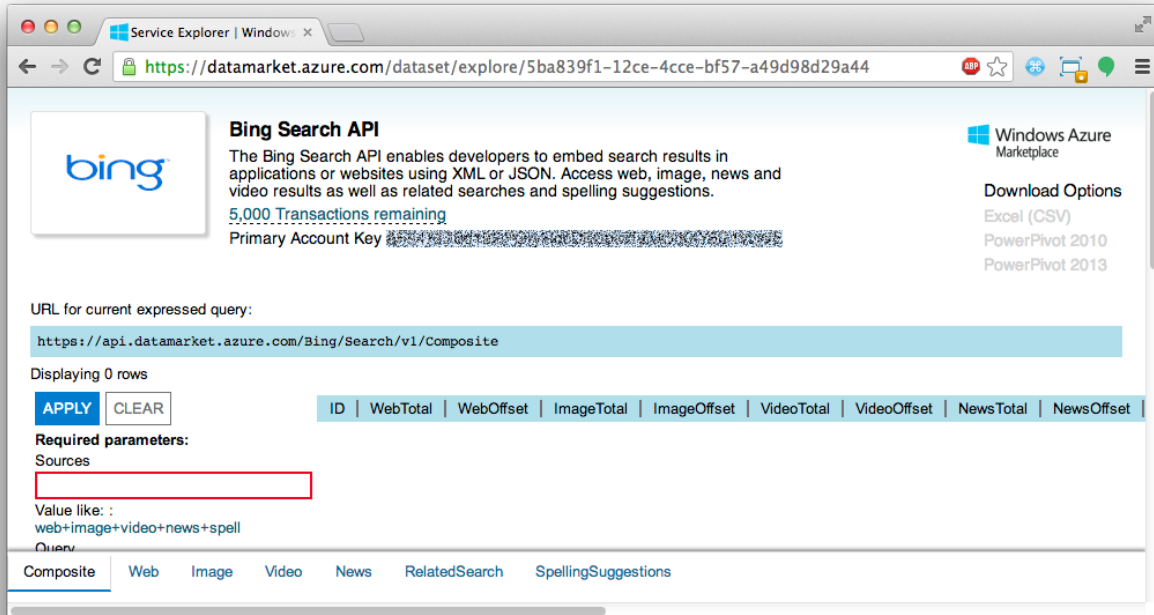 Service Explorer | Windows
https://datamarket.azure.com/dataset/explore/5ba839f1-12ce-4cce-bf57-a49d98d29a44
ABP
bing
Bing Search API
The Bing Search API enables developers to embed search results in
applications or websites using XML or JSON. Access web, image, news and
video results as well as related searches and spelling suggestions.
5,000 Transactions remaining
Primary Account Key
Windows Azure
Marketplace
Download Options
Excel (CSV)
PowerPivot 2010
PowerPivot 2013
URL for current expressed query:
https://api.datamarket.azure.com/Bing/Search/v1/Composite
Displaying 0 rows
APPLY CLEAR
ID | WebTotal | WebOffset | ImageTotal | ImageOffset | VideoTotal | VideoOffset | NewsTotal | NewsOffset |
Required parameters:
Sources
Value like: :
web+image+video+news+spell
Query
Composite Web Image Video News RelatedSearch SpellingSuggestions